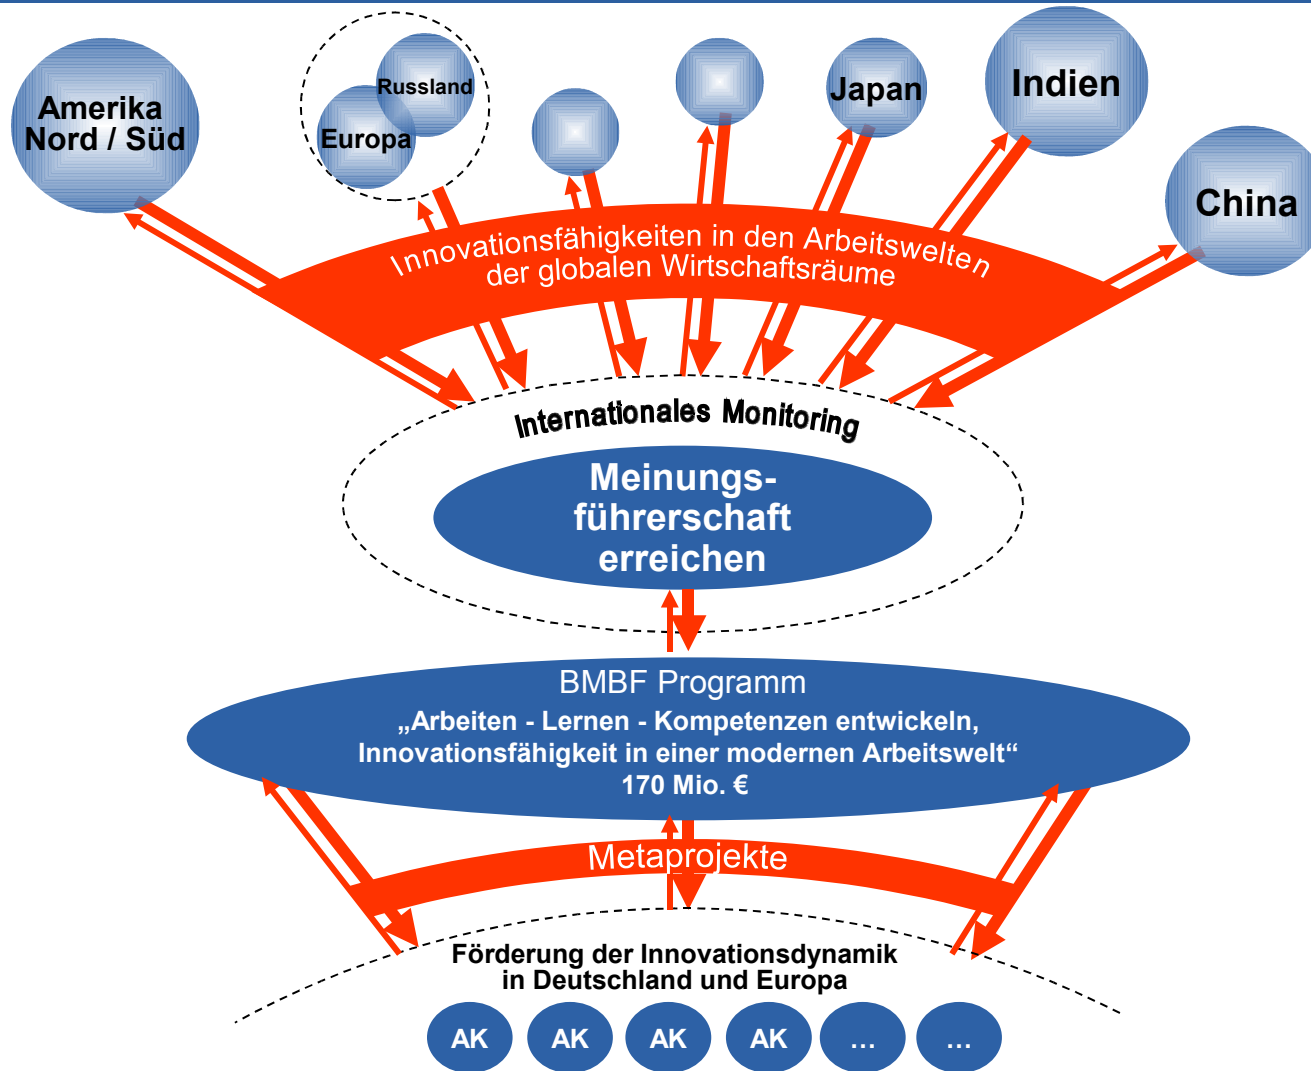 Amerika
Nord / Süd
Russland
Europa
Japan
Indien
China
Innovationsfähigkeiten in den Arbeitswelten
der globalen Wirtschaftsräume
Internationales Monitoring
Meinungs-
führerschaft
erreichen
BMBF Programm
„Arbeiten - Lernen - Kompetenzen entwickeln,
Innovationsfähigkeit in einer modernen Arbeitswelt“
170 Mio. €
Metaprojekte
Förderung der Innovationsdynamik
in Deutschland und Europa
AK AK AK AK ... ...